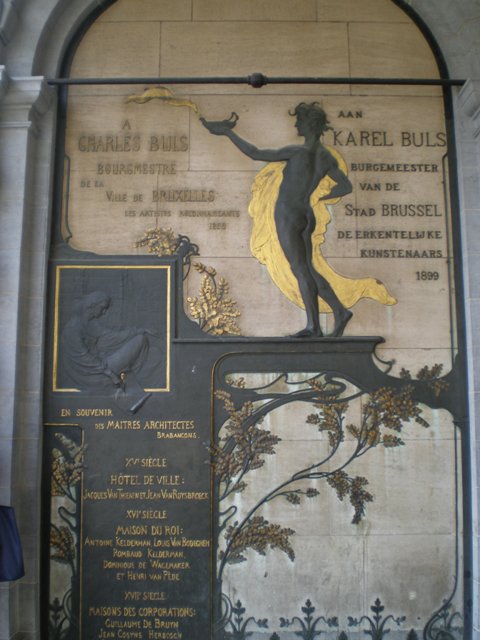 A
CHARLES BULS
BOURGMESTRE
DE LA
VILLE DE BRUXELLES
LES ARTISTES RECONNAISSANTS
1899
AAN
KAREL BULS
BURGEMEESTER
VAN DE
STAD BRUSSEL
DE ERKENTELIJKE
KUNSTENAARS
1899
EN SOUVENIR
DES MAITRES ARCHITECTES
BRABANÇONS
XVᴱ SIÈCLE
HÔTEL DE VILLE:
JACQUES VAN THIENEN ET JEAN VAN RUYSBROECK
XVIᴱ SIÈCLE
MAISON DU ROI:
ANTOINE KELDERMAN, LOUIS VAN BODEGHEM
ROMBAUD KELDERMAN
DOMINIQUE DE WAGEMAKER
ET HENRI VAN PEDE
XVIIᴱ SIÈCLE
MAISONS DES CORPORATIONS:
GUILLAUME DE BRUYN
JEAN COSYNS HERBOSCH